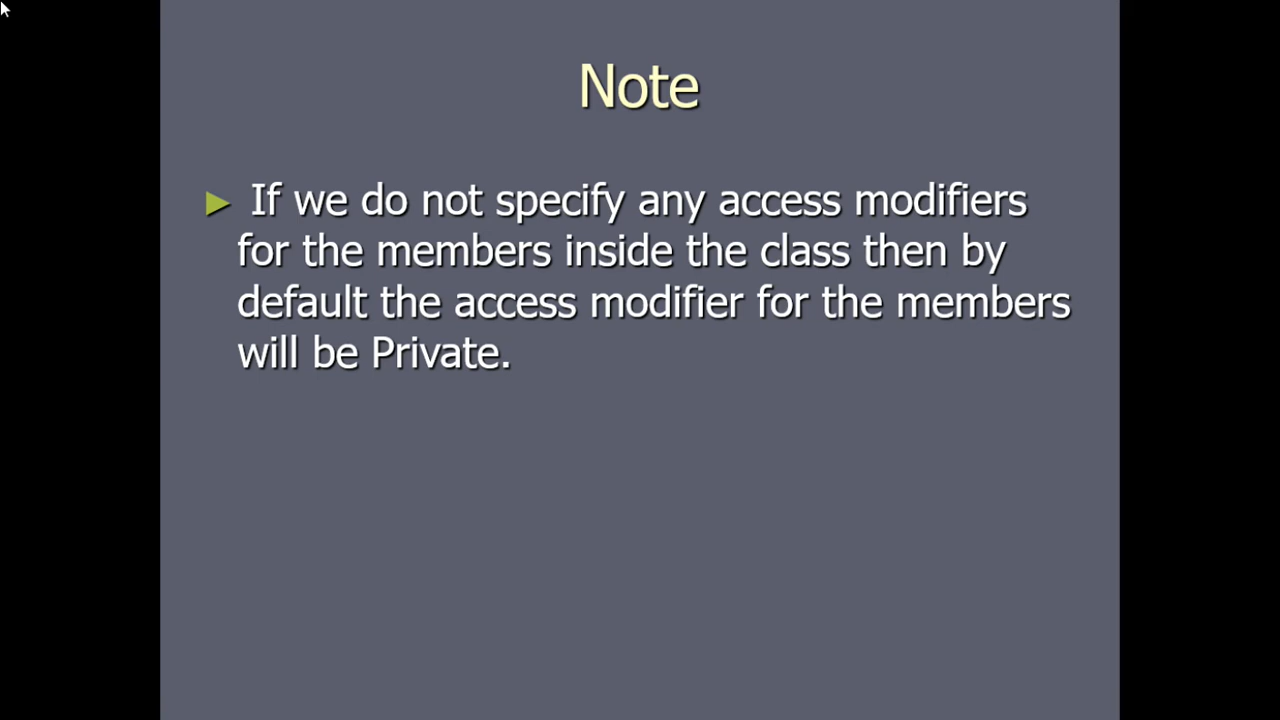 Note
► If we do not specify any access modifiers
for the members inside the class then by
default the access modifier for the members
will be Private.